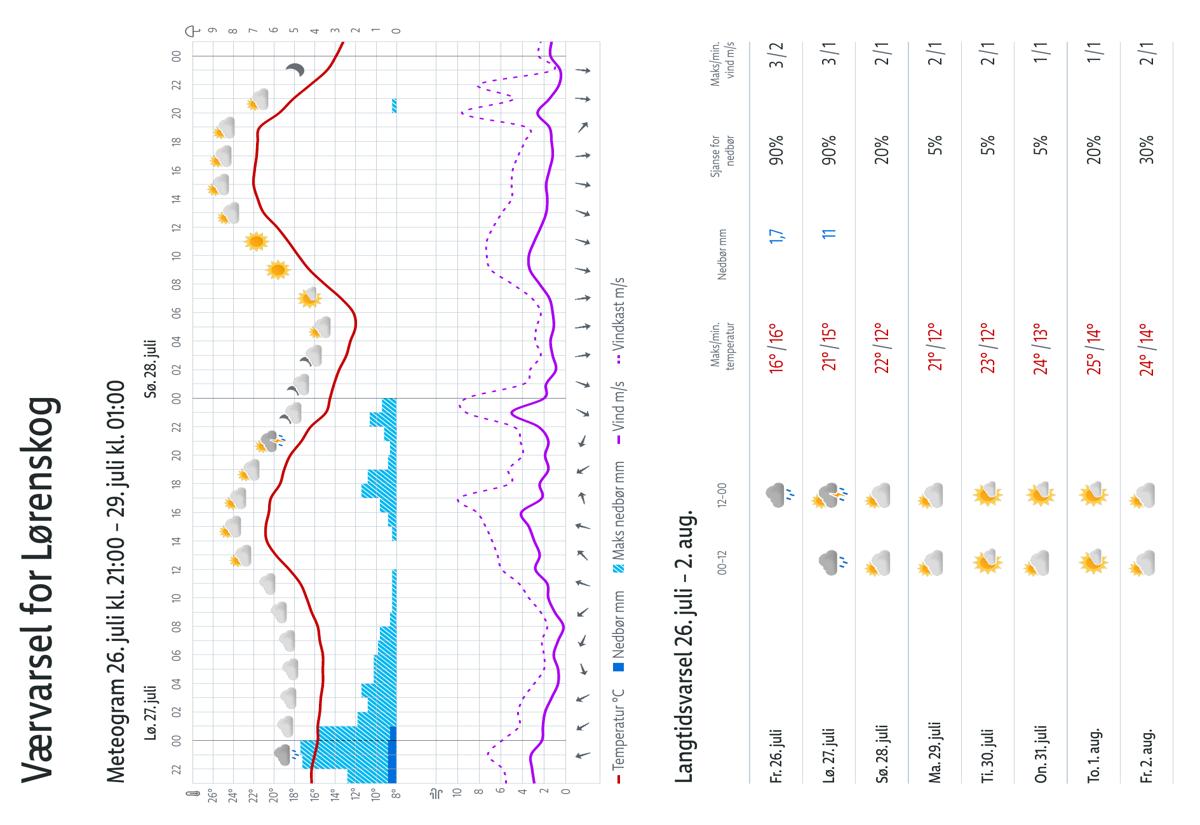 Værvarsel for Lørenskog
Meteogram 26. juli kl. 21:00 – 29. juli kl. 01:00
Lø. 27. juli Sø. 28. juli
22 00 02 04 06 08 10 12 14 16 18 20 22 00 02 04 06 08 10 12 14 16 18 20 22 00
26° 9
24° 8
22° 7
20° 6
18° 5
16° 4
14° 3
12° 2
10° 1
8° 0
10
8
6
4
2
0
Temperatur °C Nedbør mm Maks nedbør mm Vind m/s Vindkast m/s
Langtidsvarsel 26. juli – 2. aug.
00–12 12–00 Maks/min. temperatur Nedbør mm Sjanse for nedbør Maks/min. vind m/s
Fr. 26. juli 16°/16° 1,7 90% 3/2
Lø. 27. juli 21°/15° 11 90% 3/1
Sø. 28. juli 22°/12° 20% 2/1
Ma. 29. juli 21°/12° 5% 2/1
Ti. 30. juli 23°/12° 5% 2/1
On. 31. juli 24°/13° 5% 1/1
To. 1. aug. 25°/14° 20% 1/1
Fr. 2. aug. 24°/14° 30% 2/1